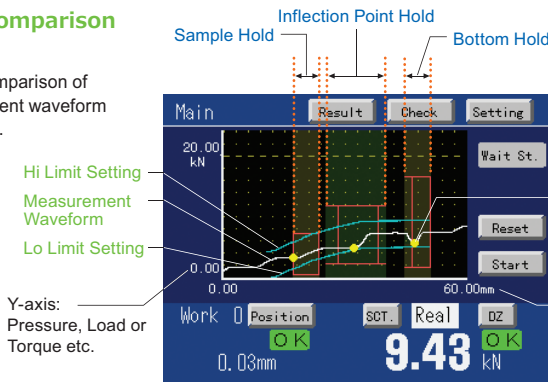 omparison
Inflection Point Hold
Sample Hold
Bottom Hold
mparison of
ent waveform
.
Main
Result
Check
Setting
20.00
kN
Wait St.
Hi Limit Setting
Measurement
Waveform
Lo Limit Setting
Reset
0.00
Start
0.00
60.00mm
Y-axis:
Pressure, Load or
Torque etc.
Work 0 Position
SCT. Real DZ
OK
OK
0.03mm
9.43 kN